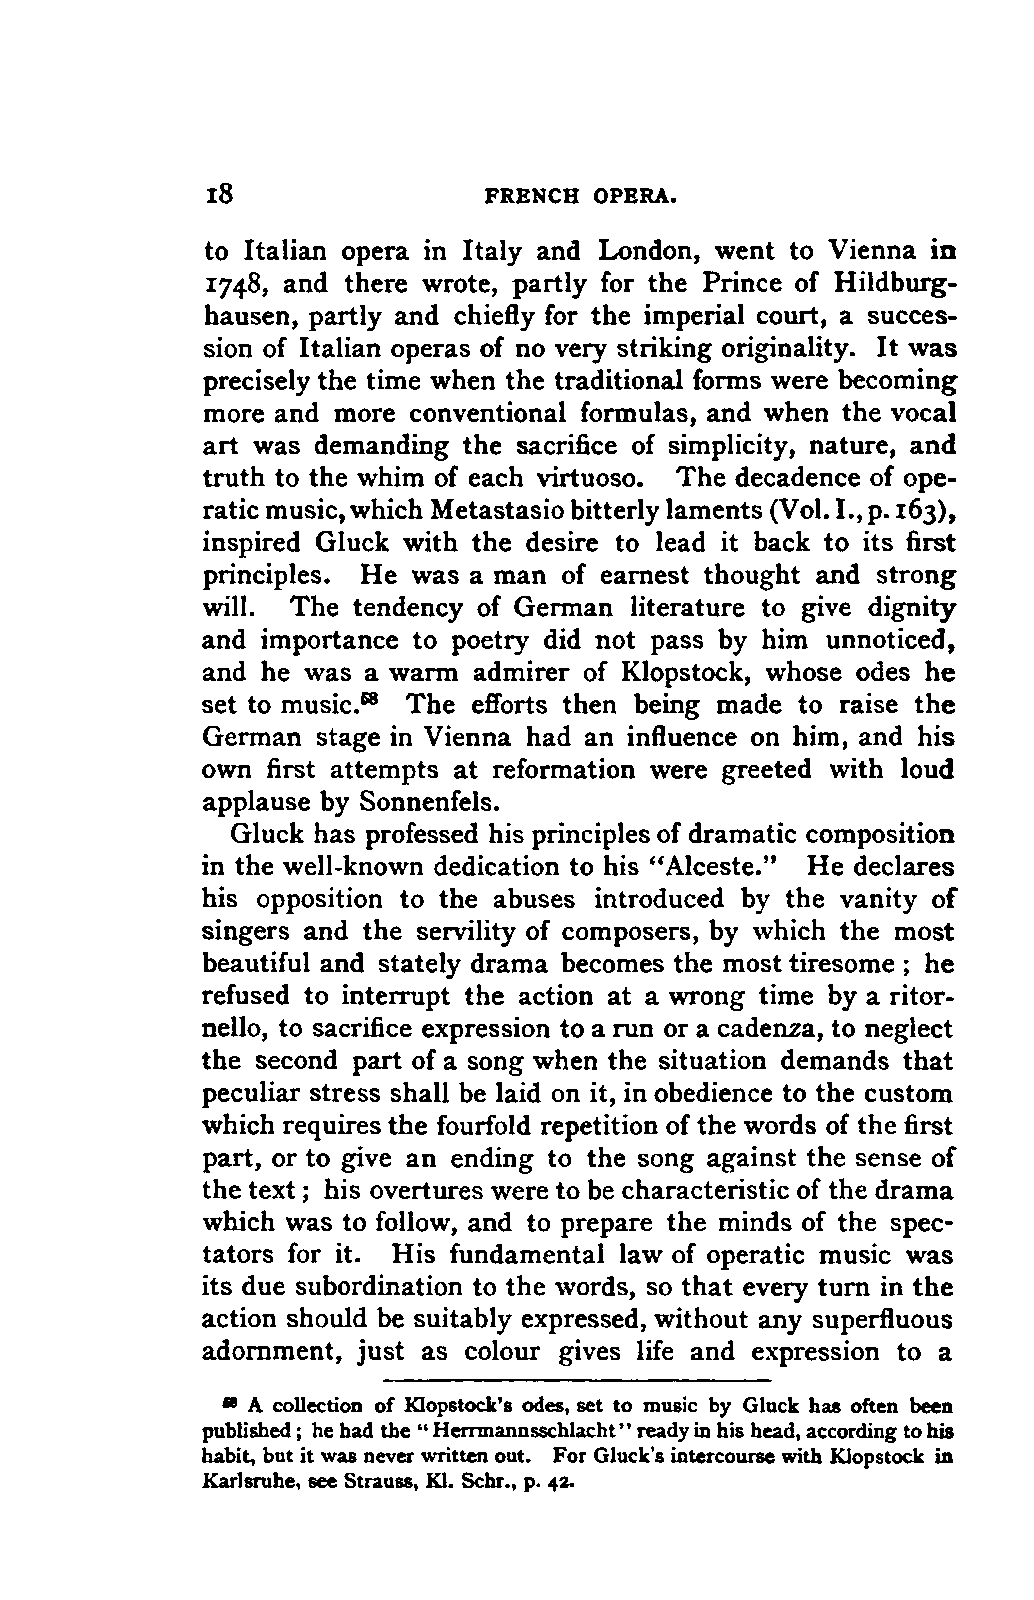 18 FRENCH OPERA.
to Italian opera in Italy and London, went to Vienna in
1748, and there wrote, partly for the Prince of Hildburg-
hausen, partly and chiefly for the imperial court, a succes-
sion of Italian operas of no very striking originality. It was
precisely the time when the traditional forms were becoming
more and more conventional formulas, and when the vocal
art was demanding the sacrifice of simplicity, nature, and
truth to the whim of each virtuoso. The decadence of ope-
ratic music, which Metastasio bitterly laments (Vol. I., p. 163),
inspired Gluck with the desire to lead it back to its first
principles. He was a man of earnest thought and strong
will. The tendency of German literature to give dignity
and importance to poetry did not pass by him unnoticed,
and he was a warm admirer of Klopstock, whose odes he
set to music.⁵⁸ The efforts then being made to raise the
German stage in Vienna had an influence on him, and his
own first attempts at reformation were greeted with loud
applause by Sonnenfels.
Gluck has professed his principles of dramatic composition
in the well-known dedication to his "Alceste." He declares
his opposition to the abuses introduced by the vanity of
singers and the servility of composers, by which the most
beautiful and stately drama becomes the most tiresome ; he
refused to interrupt the action at a wrong time by a ritor-
nello, to sacrifice expression to a run or a cadenza, to neglect
the second part of a song when the situation demands that
peculiar stress shall be laid on it, in obedience to the custom
which requires the fourfold repetition of the words of the first
part, or to give an ending to the song against the sense of
the text ; his overtures were to be characteristic of the drama
which was to follow, and to prepare the minds of the spec-
tators for it. His fundamental law of operatic music was
its due subordination to the words, so that every turn in the
action should be suitably expressed, without any superfluous
adornment, just as colour gives life and expression to a
⁵⁸ A collection of Klopstock's odes, set to music by Gluck has often been
published ; he had the "Herrmannsschlacht" ready in his head, according to his
habit, but it was never written out. For Gluck's intercourse with Klopstock in
Karlsruhe, see Strauss, Kl. Schr., p. 42.